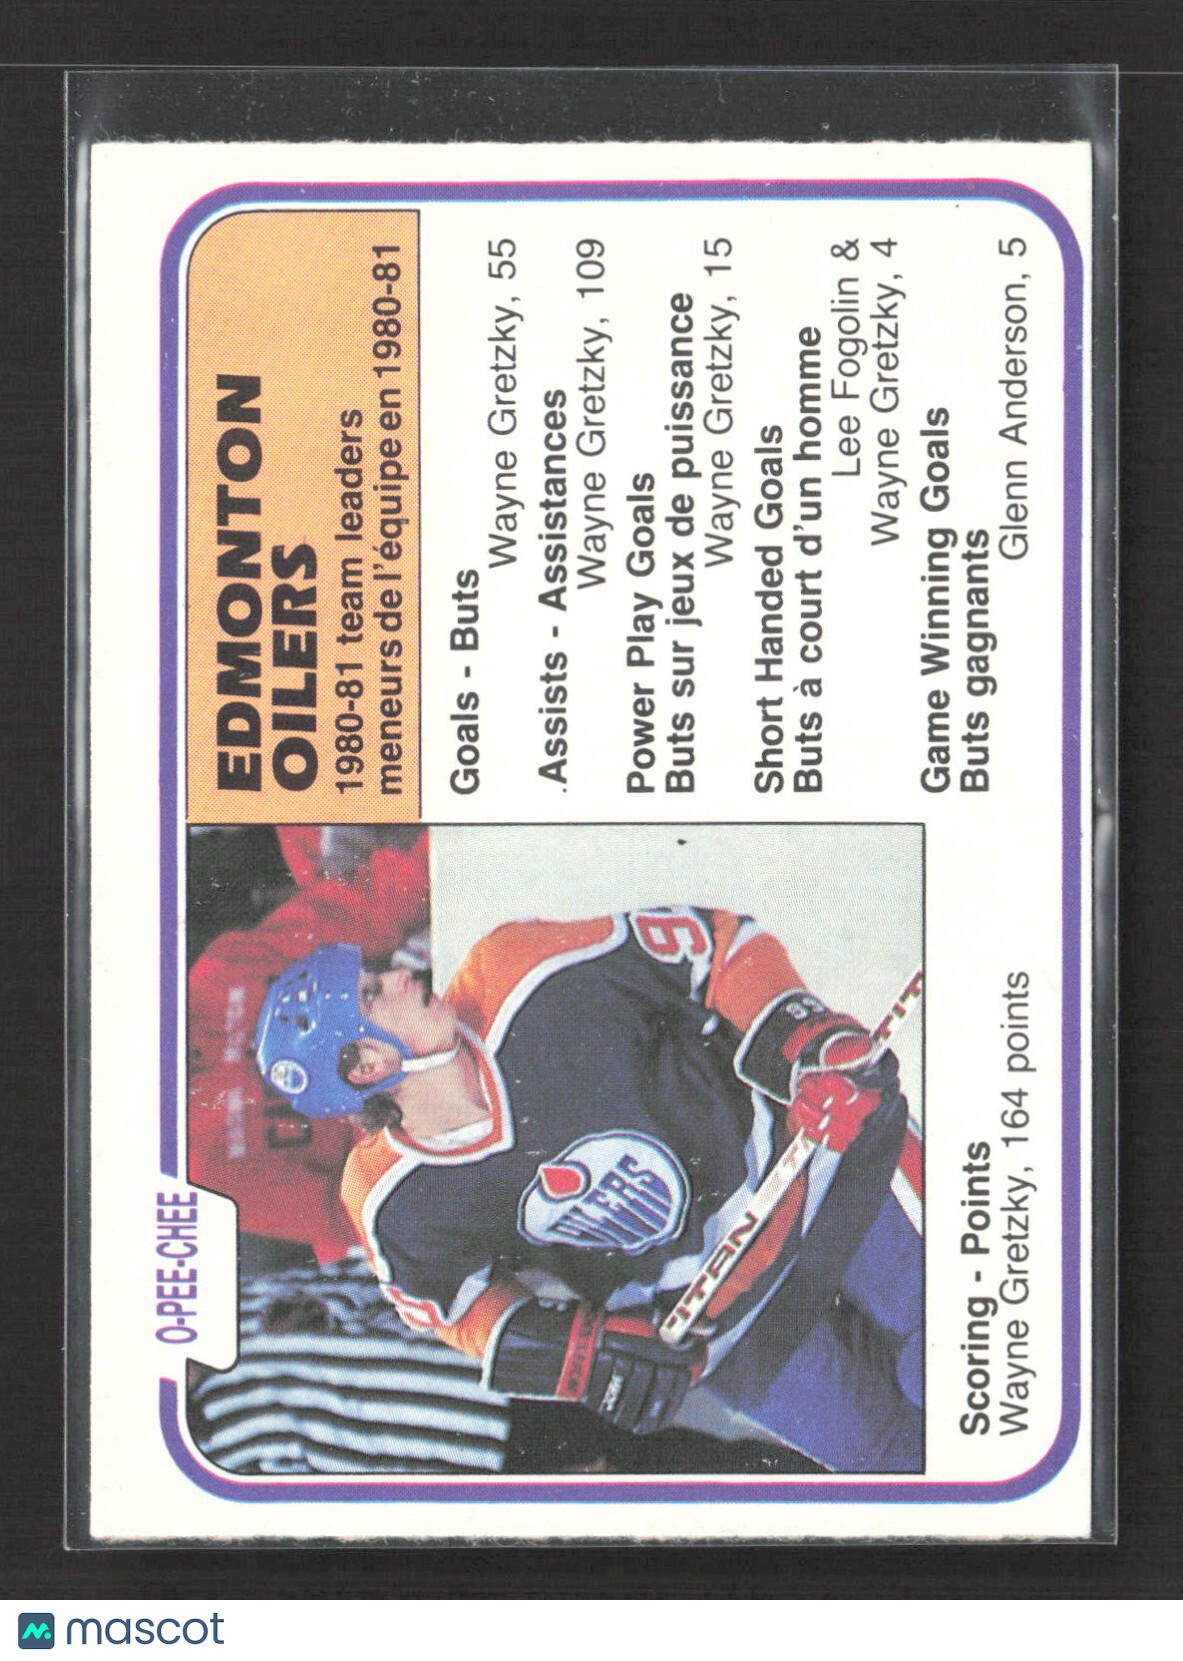 O-PEE-CHEE
EDMONTON
OILERS
1980-81 team leaders
meneurs de l'équipe en 1980-81
Goals - Buts
Wayne Gretzky, 55
Assists - Assistances
Wayne Gretzky, 109
Power Play Goals
Buts sur jeux de puissance
Wayne Gretzky, 15
Short Handed Goals
Buts à court d'un homme
Lee Fogolin &
Wayne Gretzky, 4
Game Winning Goals
Buts gagnants
Glenn Anderson, 5
Scoring - Points
Wayne Gretzky, 164 points
OILERS
TITAN
99
mascot